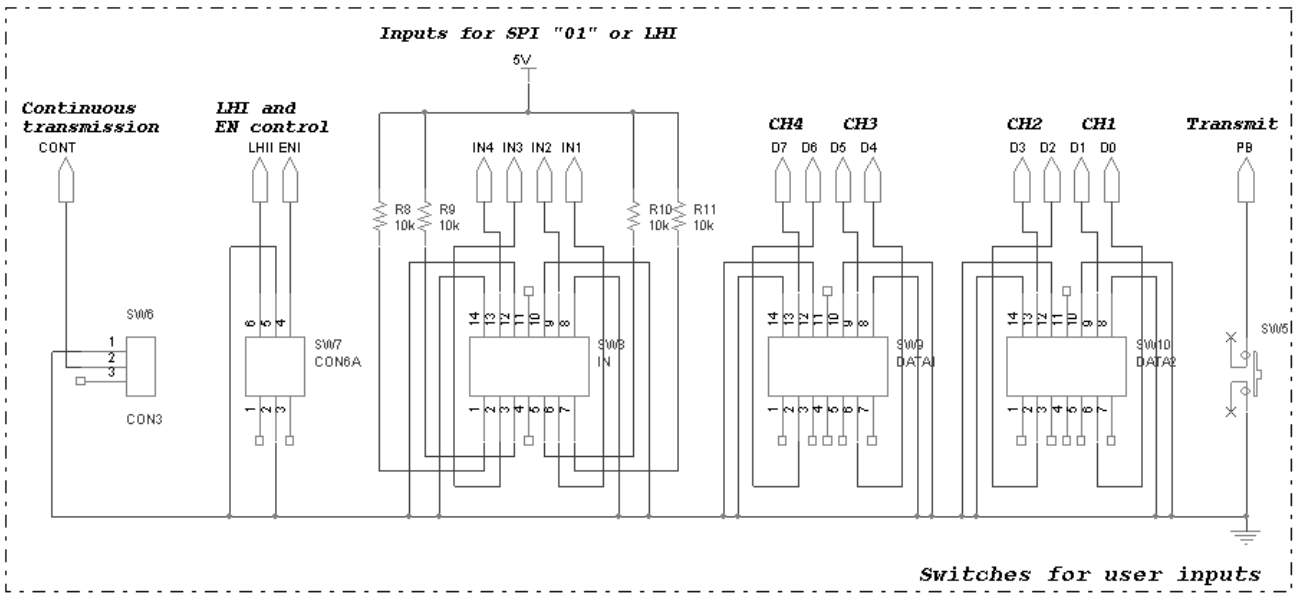 Inputs for SPI "01" or LHI
5V
Continuous
transmission
CONT
LHI and
EN control
LHII ENI
IN4 IN3 IN2 IN1
CH4 CH3
D7 D6 D5 D4
CH2 CH1
D3 D2 D1 D0
Transmit
PB
R8
10k
R9
10k
R10
10k
R11
10k
SW6
1
2
3
CON3
6 5 4
SW7
CON6A
1 2 3
14 13 12 11 10 9 8
SW8
IN
1 2 3 4 5 6 7
14 13 12 11 10 9 8
SW9
DATA1
1 2 3 4 5 6 7
14 13 12 11 10 9 8
SW10
DATA2
1 2 3 4 5 6 7
SW5
Switches for user inputs